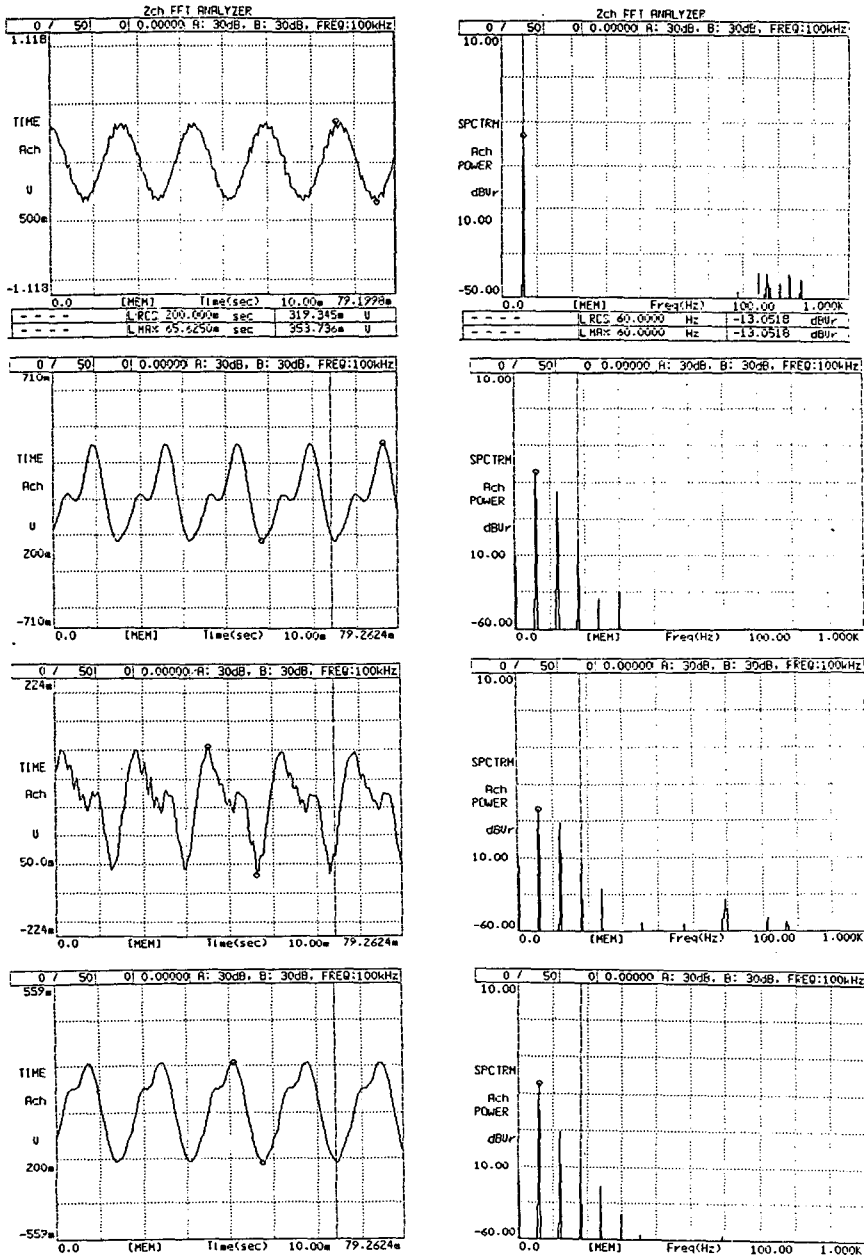 2ch FFT ANALYZER
0 / 50 0 0.00000 A: 30dB, B: 30dB, FREQ:100kHz
1.118
TIME
Ach
V
500m
-1.118
0.0 [MEM] Time(sec) 10.00m 79.1998m
- - - - L RES 200.000m sec 319.345m V
- - - - L MAX 65.6250m sec 353.736m V
2ch FFT ANALYZER
0 / 50 0 0.00000 A: 30dB, B: 30dB, FREQ:100kHz
10.00
SPCTRM
Ach
POWER
dBVr
10.00
-50.00
0.0 [MEM] Freq(Hz) 100.00 1.000K
- - - - L RES 60.0000 Hz -13.0518 dBVr
- - - - L MAX 60.0000 Hz -13.0518 dBVr
0 / 50 0 0.00000 A: 30dB, B: 30dB, FREQ:100kHz
710m
TIME
Ach
V
200m
-710m
0.0 [MEM] Time(sec) 10.00m 79.2624m
0 / 50 0 0.00000 A: 30dB, B: 30dB, FREQ:100kHz
10.00
SPCTRM
Ach
POWER
dBVr
10.00
-60.00
0.0 [MEM] Freq(Hz) 100.00 1.000K
0 / 50 0 0.00000 A: 30dB, B: 30dB, FREQ:100kHz
224m
TIME
Ach
V
50.0m
-224m
0.0 [MEM] Time(sec) 10.00m 79.2624m
0 / 50 0 0.00000 A: 30dB, B: 30dB, FREQ:100kHz
10.00
SPCTRM
Ach
POWER
dBVr
10.00
-60.00
0.0 [MEM] Freq(Hz) 100.00 1.000K
0 / 50 0 0.00000 A: 30dB, B: 30dB, FREQ:100kHz
559m
TIME
Ach
V
200m
-559m
0.0 [MEM] Time(sec) 10.00m 79.2624m
0 / 50 0 0.00000 A: 30dB, B: 30dB, FREQ:100kHz
10.00
SPCTRM
Ach
POWER
dBVr
10.00
-60.00
0.0 [MEM] Freq(Hz) 100.00 1.000K